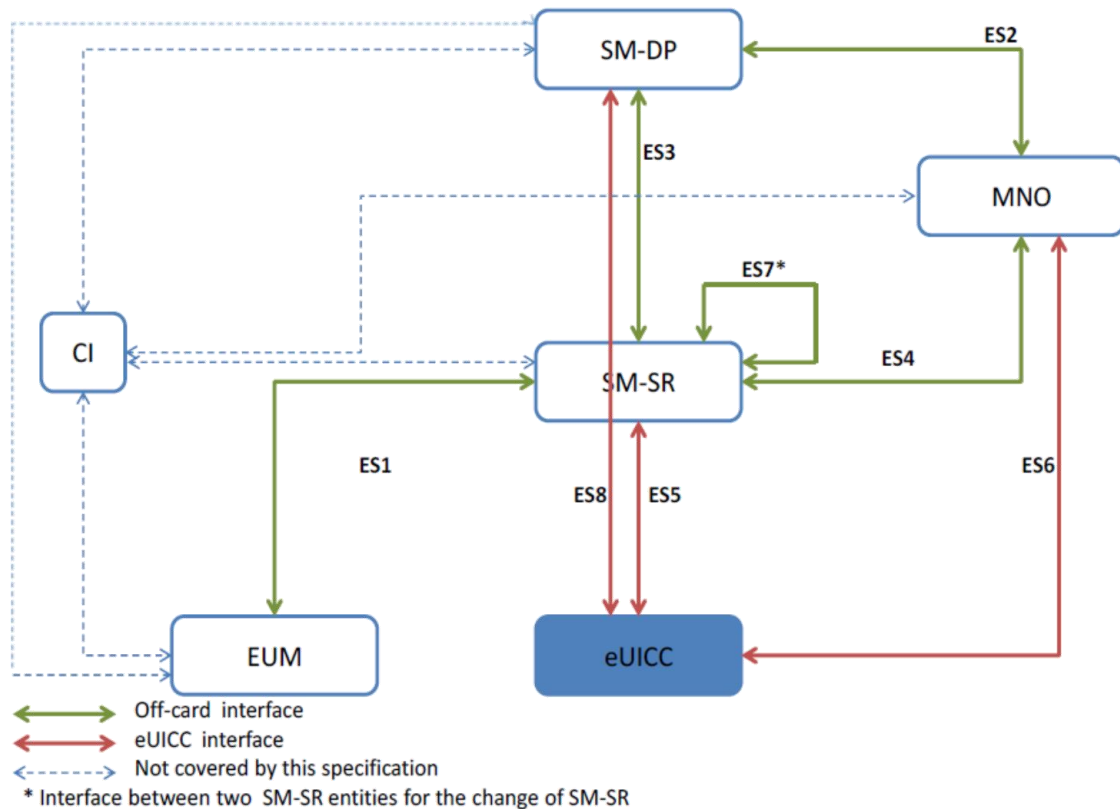 SM-DP
ES2
ES3
MNO
ES7*
CI
SM-SR
ES4
ES1
ES8
ES5
ES6
EUM
eUICC
Off-card interface
eUICC interface
Not covered by this specification
* Interface between two SM-SR entities for the change of SM-SR